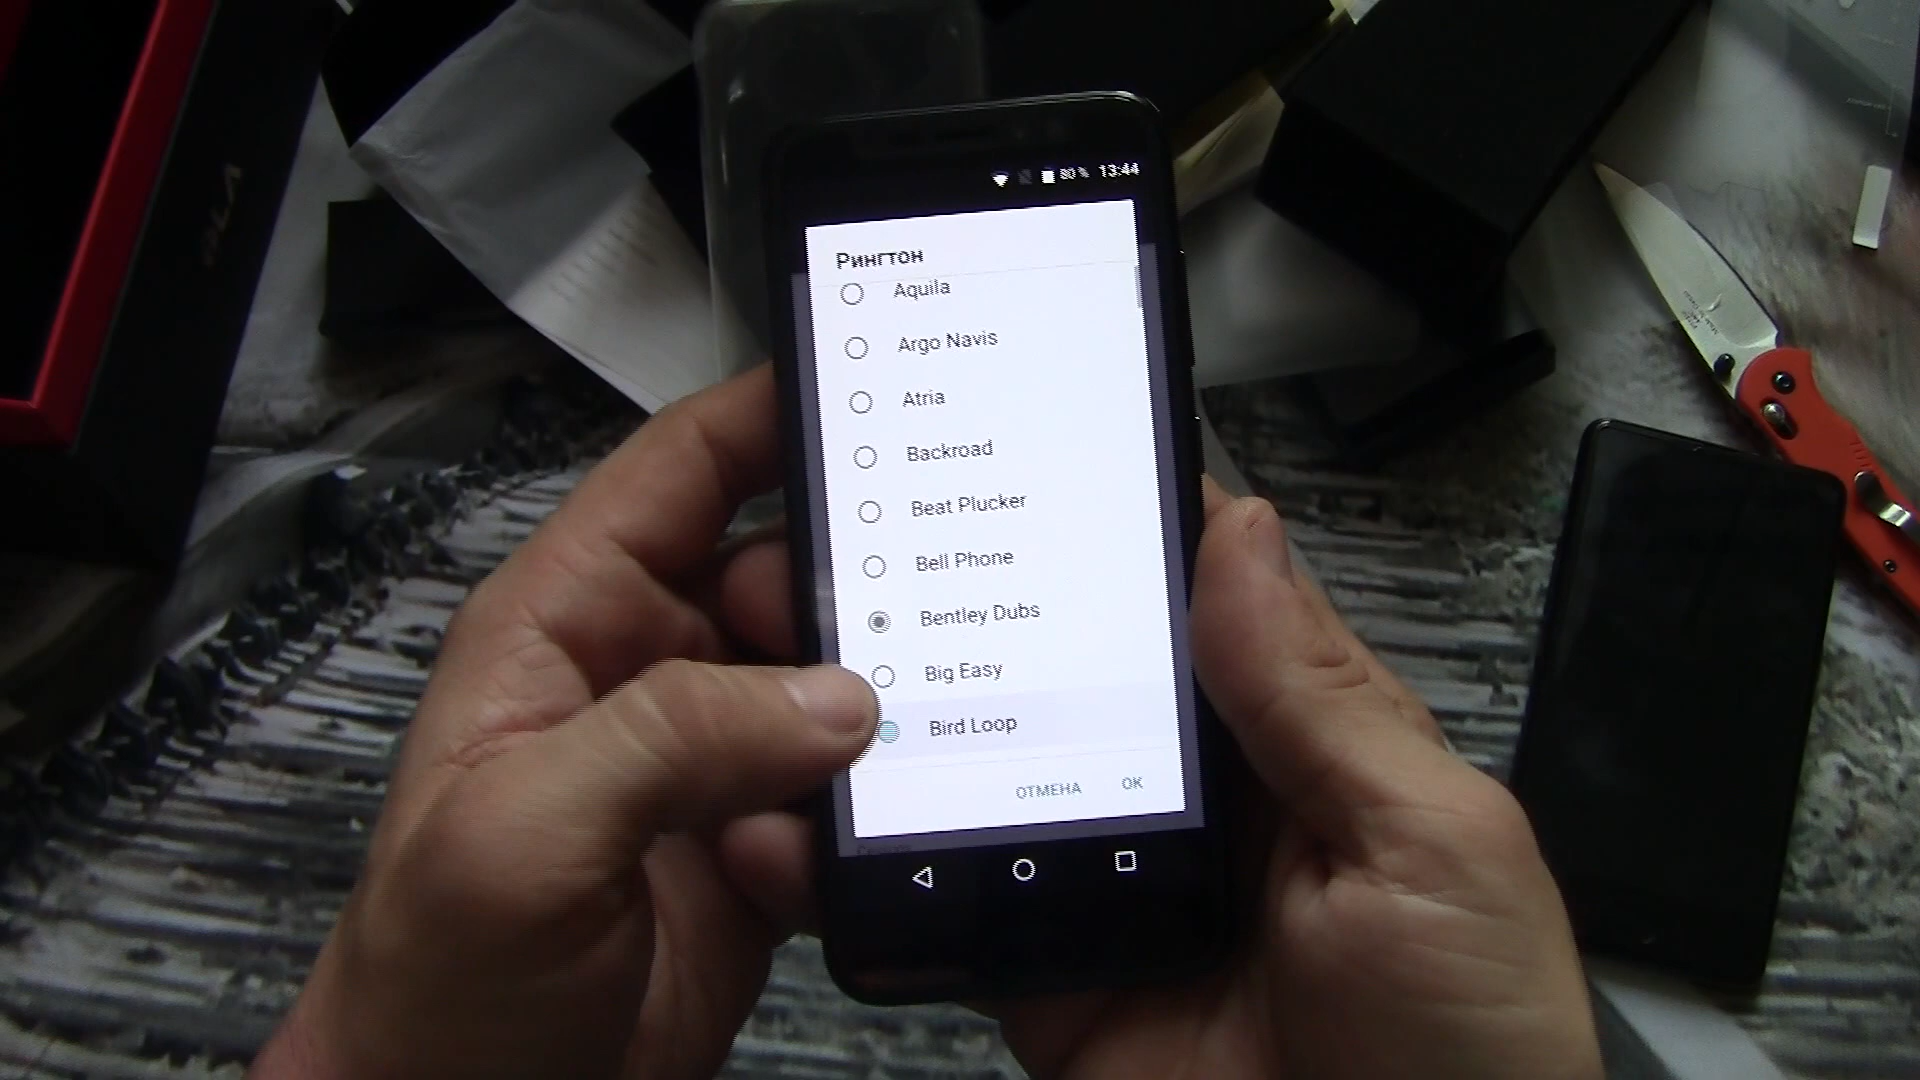 80 % 13:44
Рингтон
Aquila
Argo Navis
Atria
Backroad
Beat Plucker
Bell Phone
Bentley Dubs
Big Easy
Bird Loop
ОТМЕНА OK